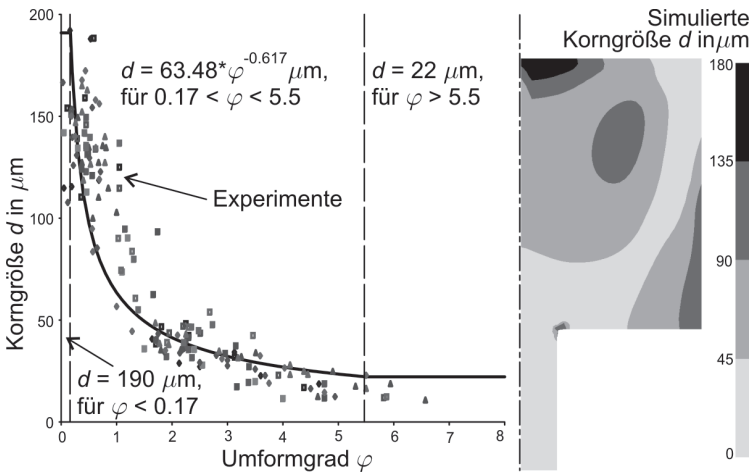 200
150
100
50
0
Korngröße d in µm
0 1 2 3 4 5 6 7 8
Umformgrad φ
d = 63.48*φ^-0.617 µm,
für 0.17 < φ < 5.5
d = 22 µm,
für φ > 5.5
Experimente
d = 190 µm,
für φ < 0.17
Simulierte
Korngröße d in µm
180
135
90
45
0